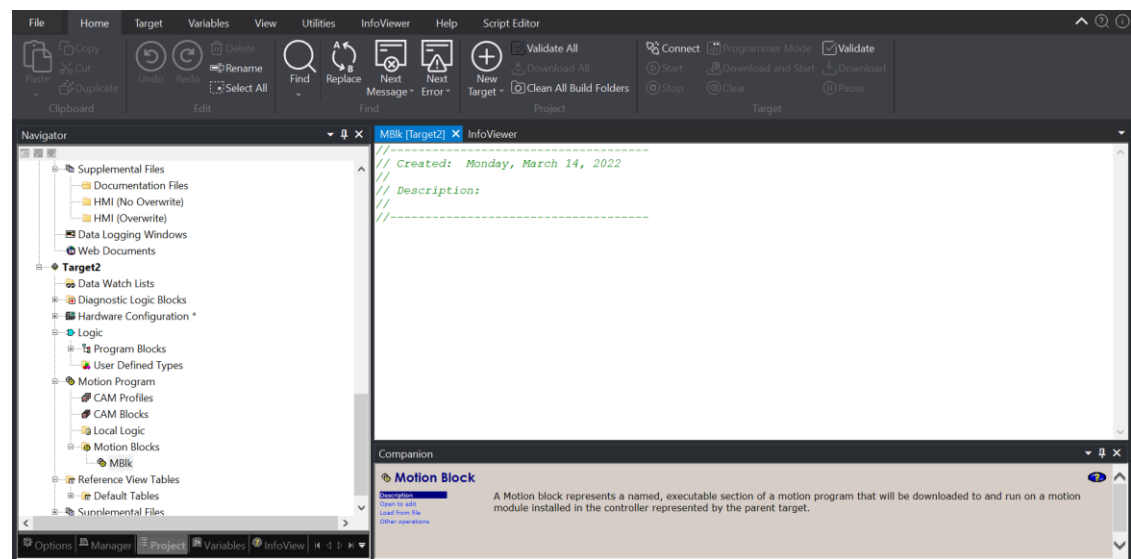 File Home Target Variables View Utilities InfoViewer Help Script Editor
Paste Copy Cut Duplicate
Clipboard
Undo Redo Delete Rename Select All
Edit
Find Replace Next Message Next Error
Find
New Target Validate All Download All Clean All Build Folders
Project
Connect Programmer Mode Validate
Start Download and Start Download
Stop Clear Pause
Target
Navigator
Supplemental Files
Documentation Files
HMI (No Overwrite)
HMI (Overwrite)
Data Logging Windows
Web Documents
Target2
Data Watch Lists
Diagnostic Logic Blocks
Hardware Configuration *
Logic
Program Blocks
User Defined Types
Motion Program
CAM Profiles
CAM Blocks
Local Logic
Motion Blocks
MBlk
Reference View Tables
Default Tables
Supplemental Files
Options Manager Project Variables InfoView
MBlk [Target2] InfoViewer
//--------------------------------------
// Created: Monday, March 14, 2022
//
// Description:
//
//--------------------------------------
Companion
Motion Block
Description
Open to edit
Load from file
Other operations
A Motion block represents a named, executable section of a motion program that will be downloaded to and run on a motion
module installed in the controller represented by the parent target.